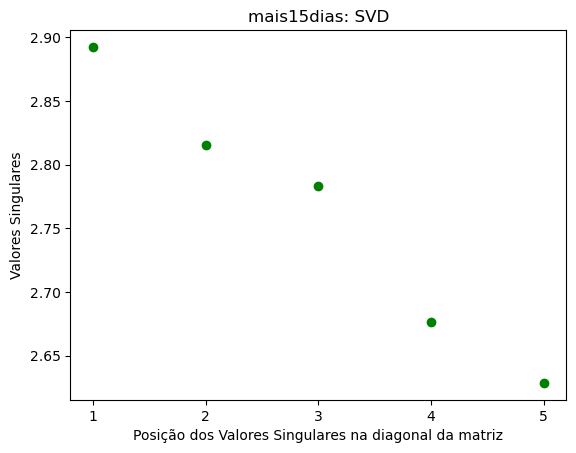 mais15dias: SVD
Valores Singulares
2.90
2.85
2.80
2.75
2.70
2.65
1 2 3 4 5
Posição dos Valores Singulares na diagonal da matriz